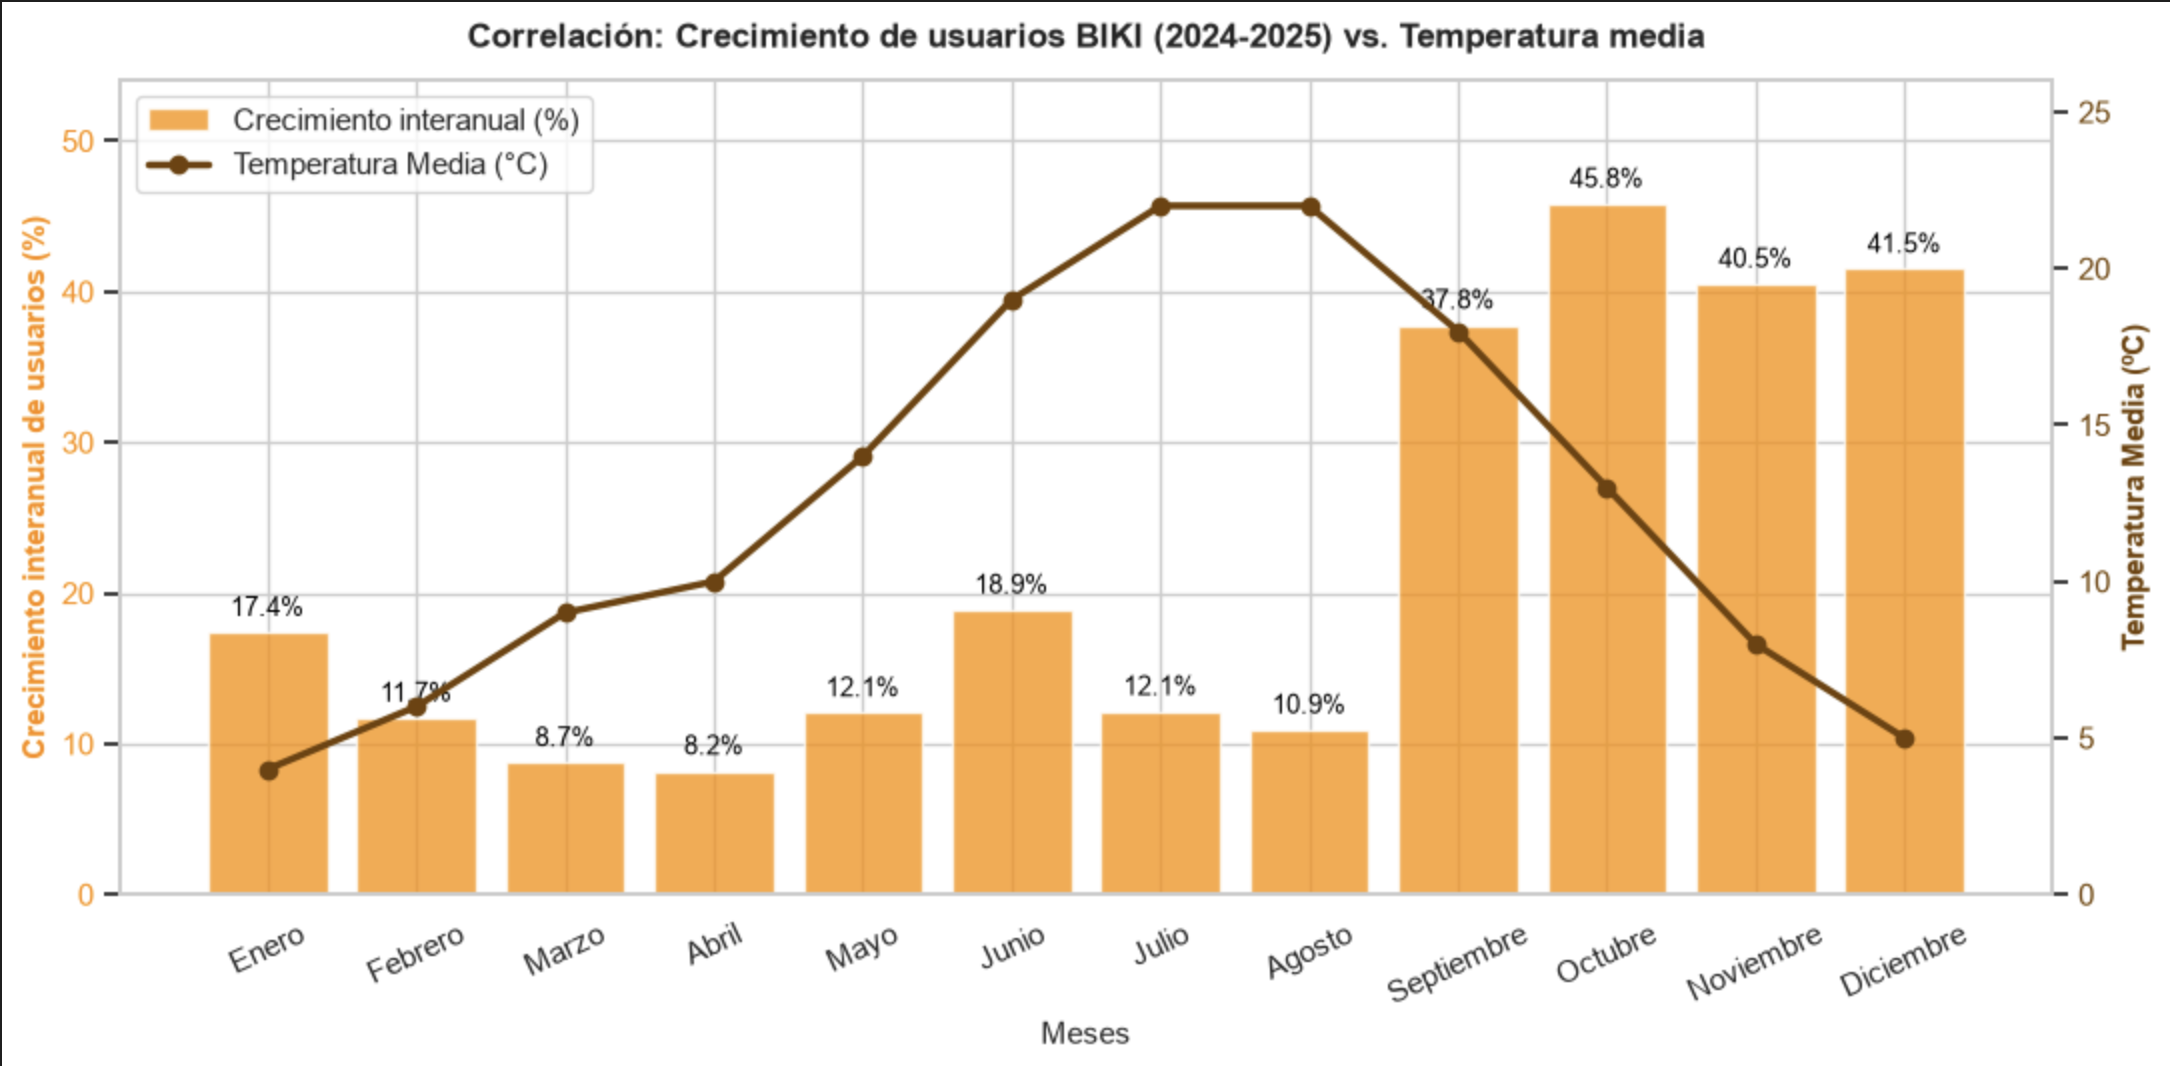 Correlación: Crecimiento de usuarios BIKI (2024-2025) vs. Temperatura media
Crecimiento interanual (%)
Temperatura Media (°C)
Crecimiento interanual de usuarios (%)
50
40
30
20
10
0
17.4%
11.7%
8.7%
8.2%
12.1%
18.9%
12.1%
10.9%
37.8%
45.8%
40.5%
41.5%
25
20
15
10
5
0
Temperatura Media (ºC)
Enero
Febrero
Marzo
Abril
Mayo
Junio
Julio
Agosto
Septiembre
Octubre
Noviembre
Diciembre
Meses